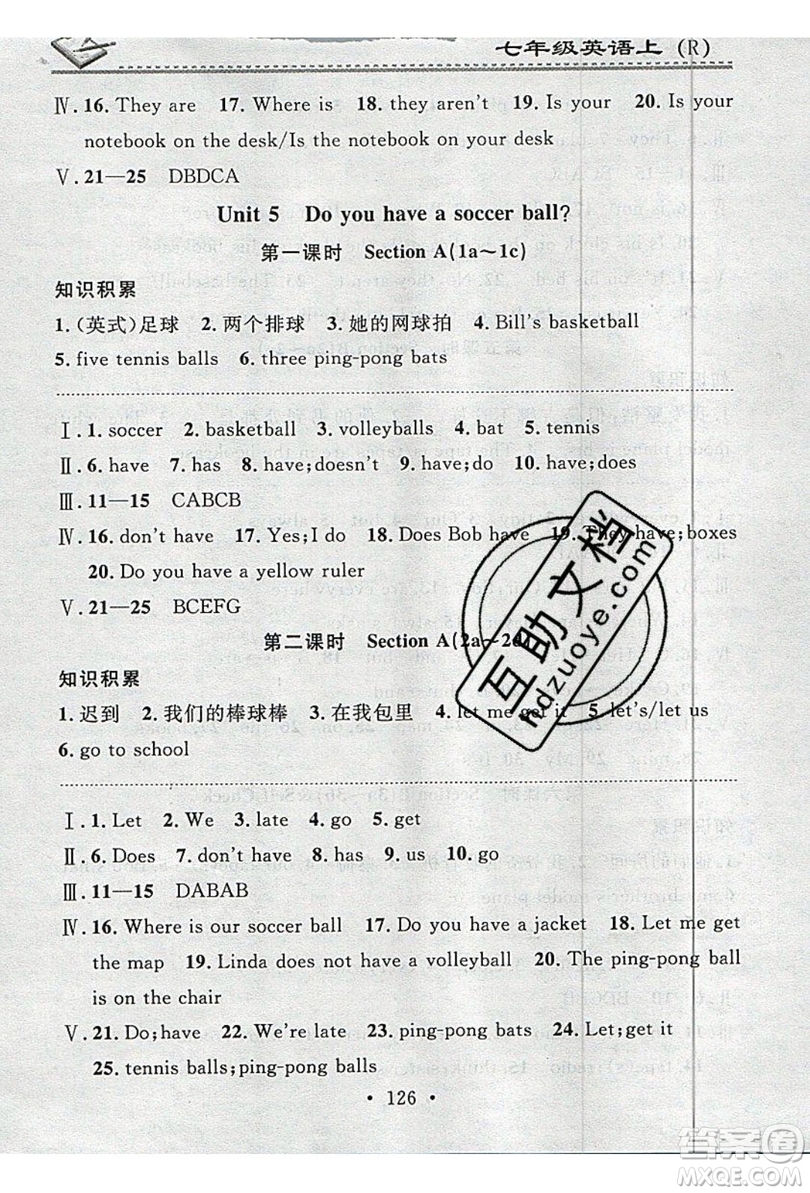 七年级英语上(R)
Ⅳ. 16. They are 17. Where is 18. they aren't 19. Is your 20. Is your
notebook on the desk/Is the notebook on your desk
Ⅴ. 21—25 DBDCA
Unit 5 Do you have a soccer ball?
第一课时 Section A(1a~1c)
知识积累
1.(英式)足球 2. 两个排球 3. 她的网球拍 4. Bill's basketball
5. five tennis balls 6. three ping-pong bats
Ⅰ. 1. soccer 2. basketball 3. volleyballs 4. bat 5. tennis
Ⅱ. 6. have 7. has 8. have;doesn't 9. has 10. have;does
Ⅲ. 11—15 CABCB
Ⅳ. 16. don't have 17. Yes;I do 18. Does Bob have 19. They have;boxes
20. Do you have a yellow ruler
Ⅴ. 21—25 BCEFG
第二课时 Section A(2a~2d)
知识积累
1. 迟到 2. 我们的棒球棒 3. 在我包里 4. let me get it 5. let's/let us
6. go to school
Ⅰ. 1. Let 2. We 3. late 4. go 5. get
Ⅱ. 6. Does 7. don't have 8. has 9. us 10. go
Ⅲ. 11—15 DABAB
Ⅳ. 16. Where is our soccer ball 17. Do you have a jacket 18. Let me get
the map 19. Linda does not have a volleyball 20. The ping-pong ball
is on the chair
Ⅴ. 21. Do;have 22. We're late 23. ping-pong bats 24. Let;get it
25. tennis balls;ping-pong balls
· 126 ·
互助文档
hdzuoye.com
答案圈
MXQE.COM